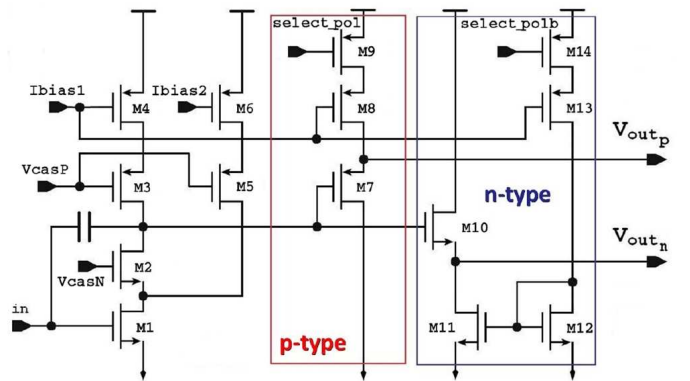 select_pol
select_polb
M9
M14
Ibias1
Ibias2
M4
M6
M8
M13
Vout_p
VcasP
M3
M5
M7
n-type
M10
Vout_n
M2
VcasN
in
M1
p-type
M11
M12